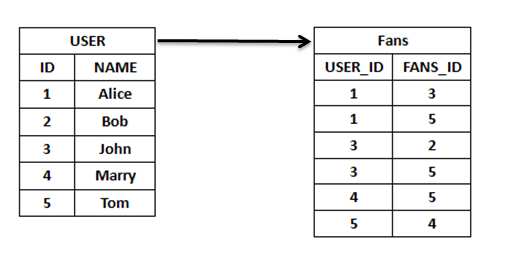 USER
ID NAME
1 Alice
2 Bob
3 John
4 Marry
5 Tom
Fans
USER_ID FANS_ID
1 3
1 5
3 2
3 5
4 5
5 4